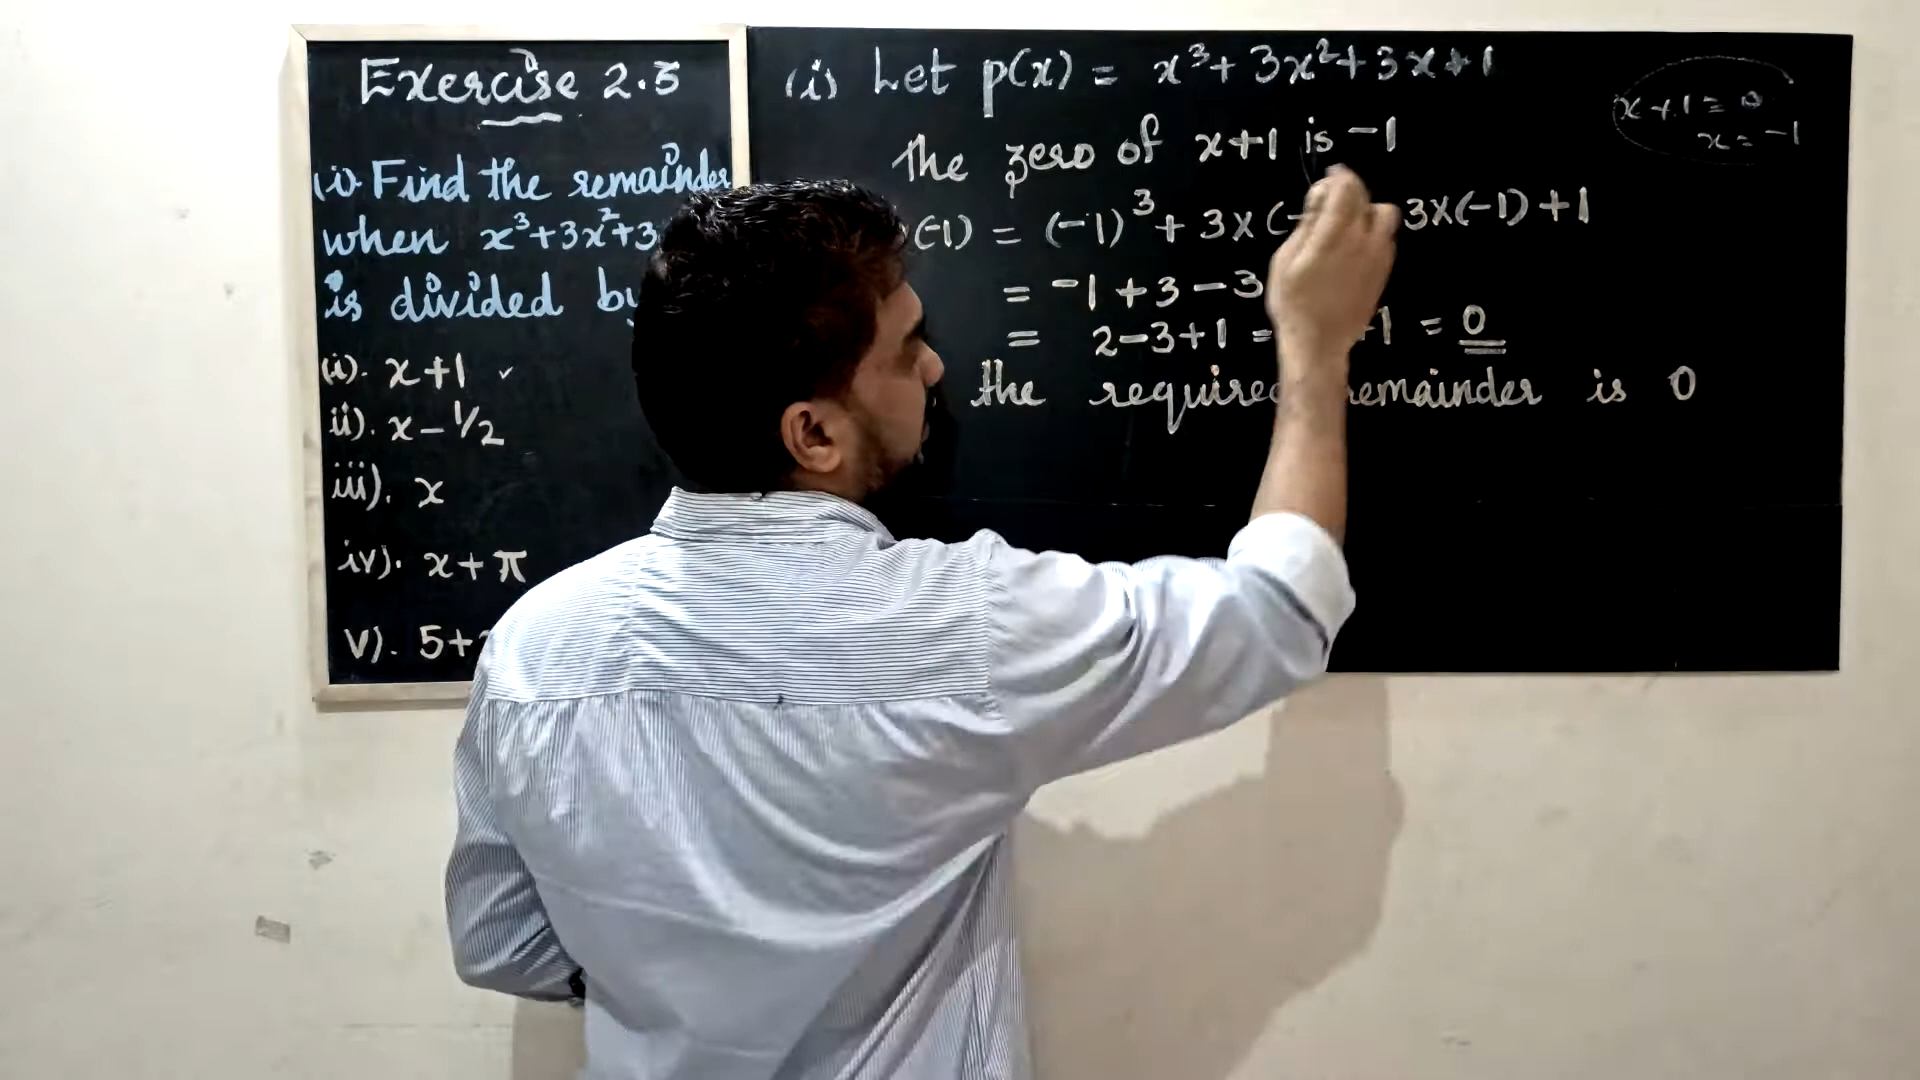 Exercise 2.5
(i). Find the remainder
when x³+3x²+3
is divided by
(i). x+1 ✓
ii). x-1/2
iii). x
iv). x+π
v). 5+
(i) Let p(x) = x³+3x²+3x+1
the zero of x+1 is -1
(-1) = (-1)³+3x(- 3x(-1)+1
= -1+3-3
= 2-3+1 = +1 = 0
the required remainder is 0
x+1=0
x=-1